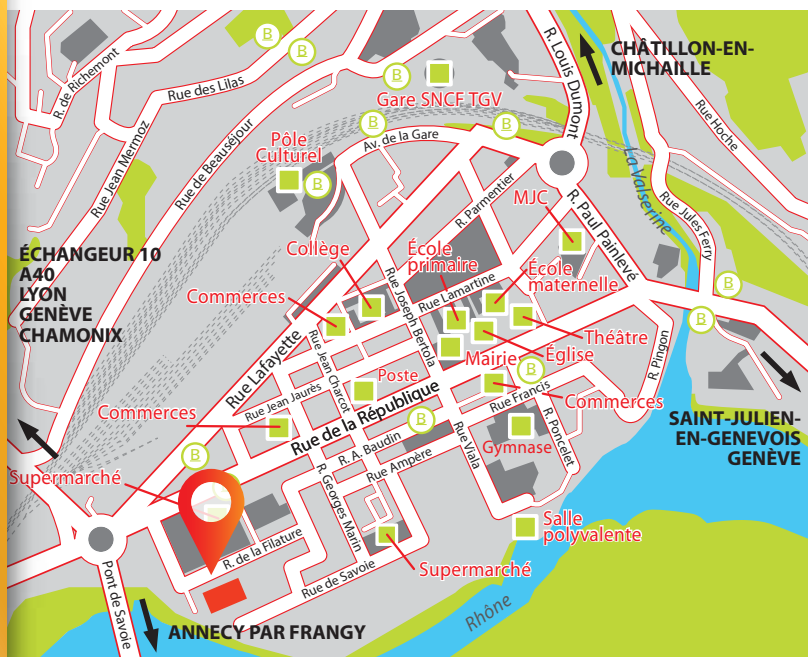 R. de Richemont
Rue des Lilas
B
B
B
Gare SNCF TGV
R. Louis Dumont
CHÂTILLON-EN-
MICHAILLE
Rue Hoche
Rue Jean Mermoz
Rue de Beauséjour
Pôle
Culturel
B
B
Av. de la Gare
B
La Valserine
R. Parmentier
MJC
R. Paul Painlevé
Rue Jules Ferry
ÉCHANGEUR 10
A40
LYON
GENÈVE
CHAMONIX
Collège
École
primaire
École
maternelle
Commerces
Rue Lamartine
B
B
Rue Lafayette
Rue Jean Charcot
Rue Joseph Bertola
Théâtre
Église
Mairie
R. Pingon
Poste
B
Rue Jean Jaurès
Commerces
Rue de la République
Rue Francis
Commerces
B
R. A. Baudin
Rue Ampère
Rue Viala
Gymnase
R. Poncelet
SAINT-JULIEN-
EN-GENEVOIS
GENÈVE
B
Supermarché
R. Georges Marin
Salle
polyvalente
R. de la Filature
Rue de Savoie
Supermarché
Pont de Savoie
Rhône
ANNECY PAR FRANGY